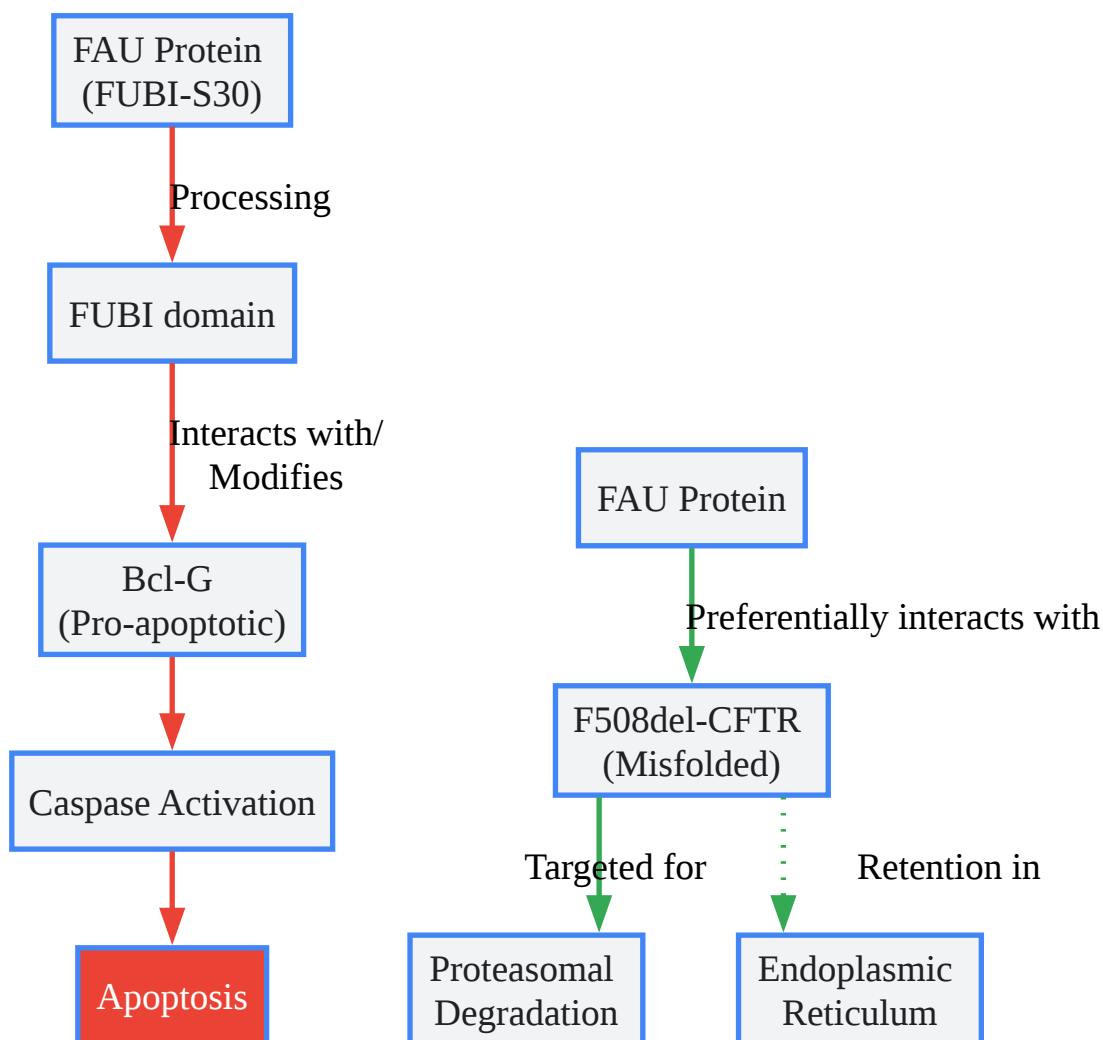 FAU Protein
(FUBI-S30)
Processing
FUBI domain
Interacts with/
Modifies
Bcl-G
(Pro-apoptotic)
Caspase Activation
Apoptosis
FAU Protein
Preferentially interacts with
F508del-CFTR
(Misfolded)
Targeted for
Retention in
Proteasomal
Degradation
Endoplasmic
Reticulum